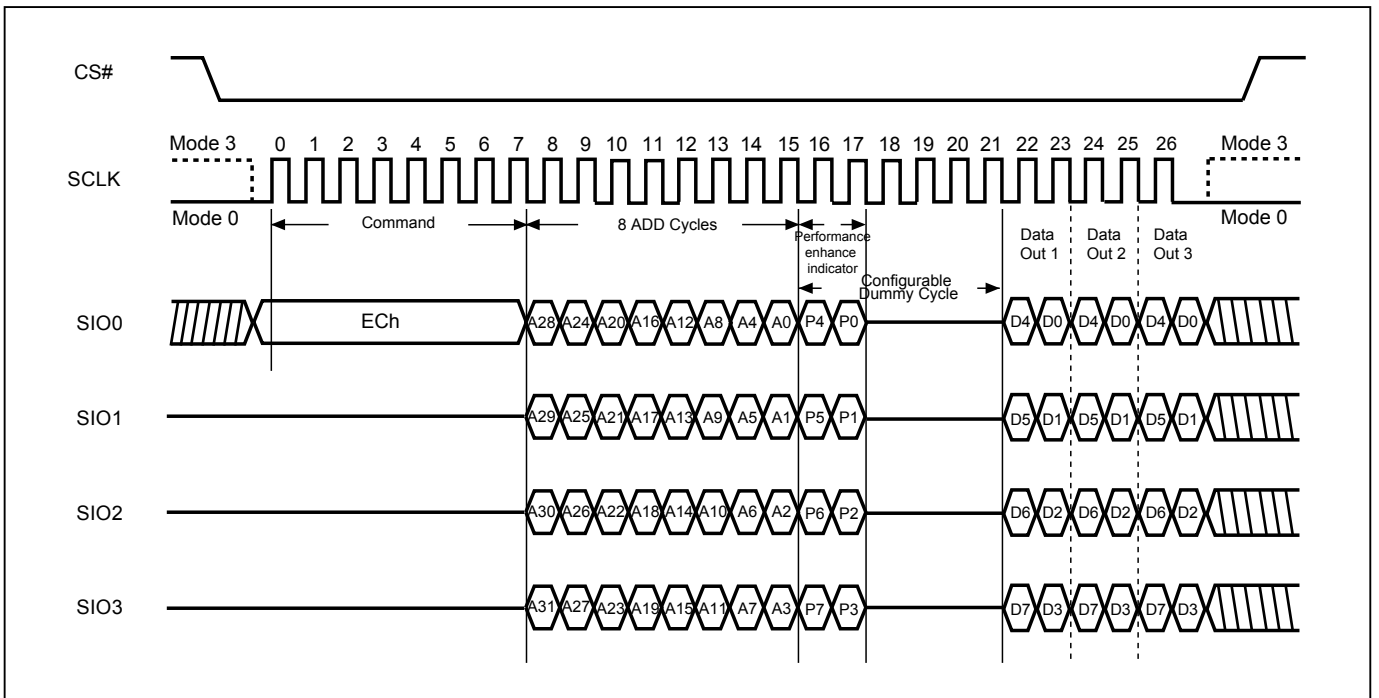 CS#
Mode 3 0 1 2 3 4 5 6 7 8 9 10 11 12 13 14 15 16 17 18 19 20 21 22 23 24 25 26 Mode 3
SCLK
Mode 0 Mode 0
Command 8 ADD Cycles
Performance
enhance
indicator
Data
Out 1
Data
Out 2
Data
Out 3
Configurable
Dummy Cycle
SIO0 ECh A28 A24 A20 A16 A12 A8 A4 A0 P4 P0 D4 D0 D4 D0 D4 D0
SIO1 A29 A25 A21 A17 A13 A9 A5 A1 P5 P1 D5 D1 D5 D1 D5 D1
SIO2 A30 A26 A22 A18 A14 A10 A6 A2 P6 P2 D6 D2 D6 D2 D6 D2
SIO3 A31 A27 A23 A19 A15 A11 A7 A3 P7 P3 D7 D3 D7 D3 D7 D3